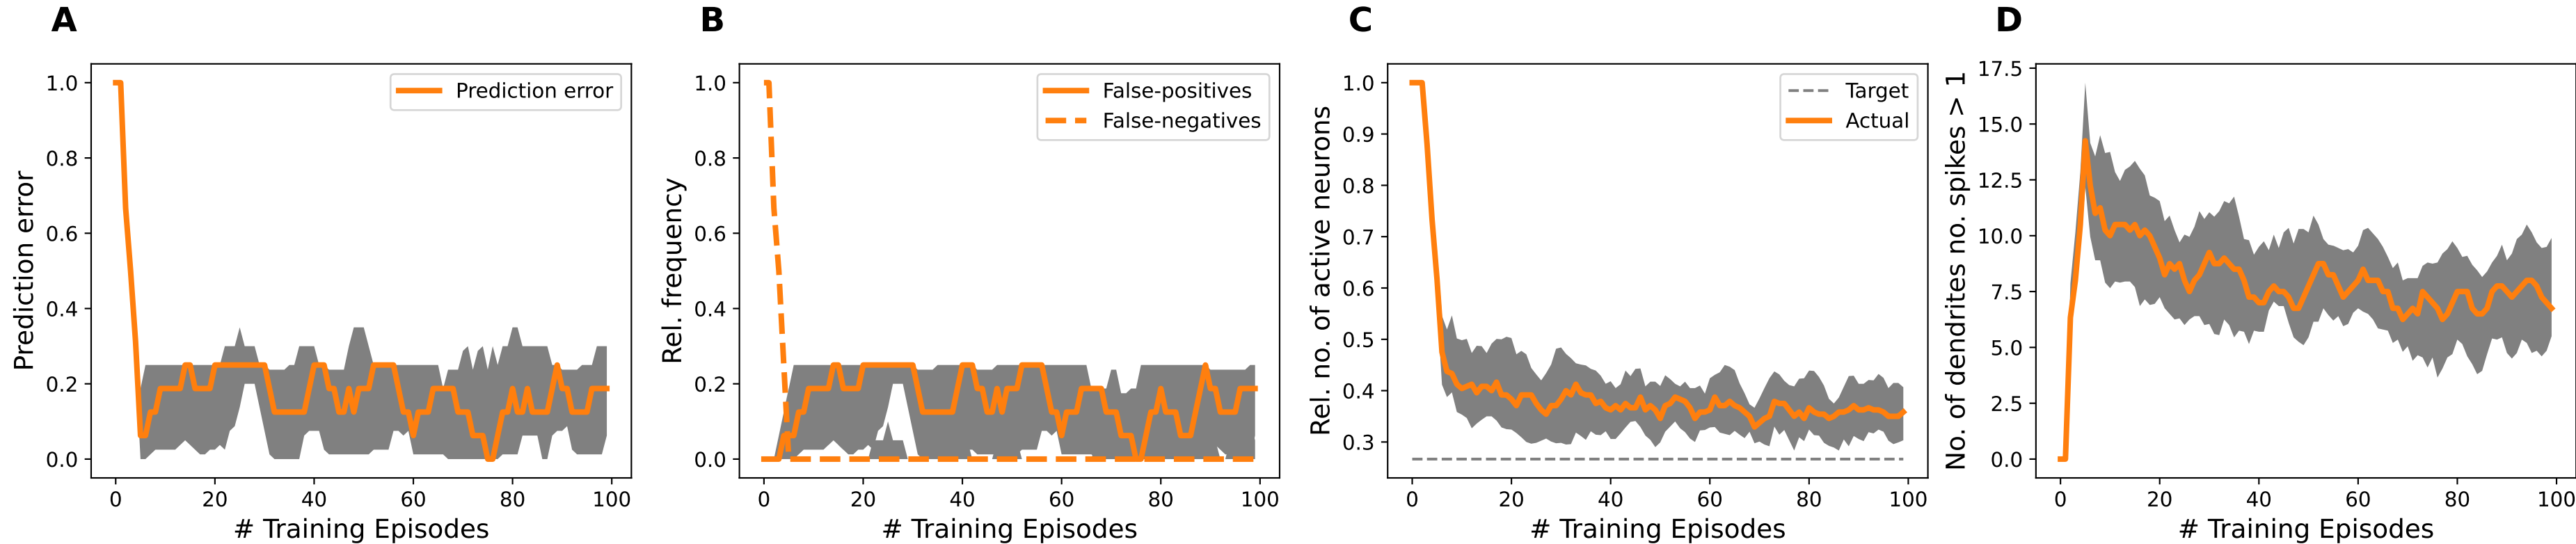 A
Prediction error
1.0
0.8
0.6
0.4
0.2
0.0
Prediction error
0 20 40 60 80 100
# Training Episodes
B
Rel. frequency
1.0
0.8
0.6
0.4
0.2
0.0
False-positives
False-negatives
0 20 40 60 80 100
# Training Episodes
C
Rel. no. of active neurons
1.0
0.9
0.8
0.7
0.6
0.5
0.4
0.3
Target
Actual
0 20 40 60 80 100
# Training Episodes
D
No. of dendrites no. spikes > 1
17.5
15.0
12.5
10.0
7.5
5.0
2.5
0.0
0 20 40 60 80 100
# Training Episodes